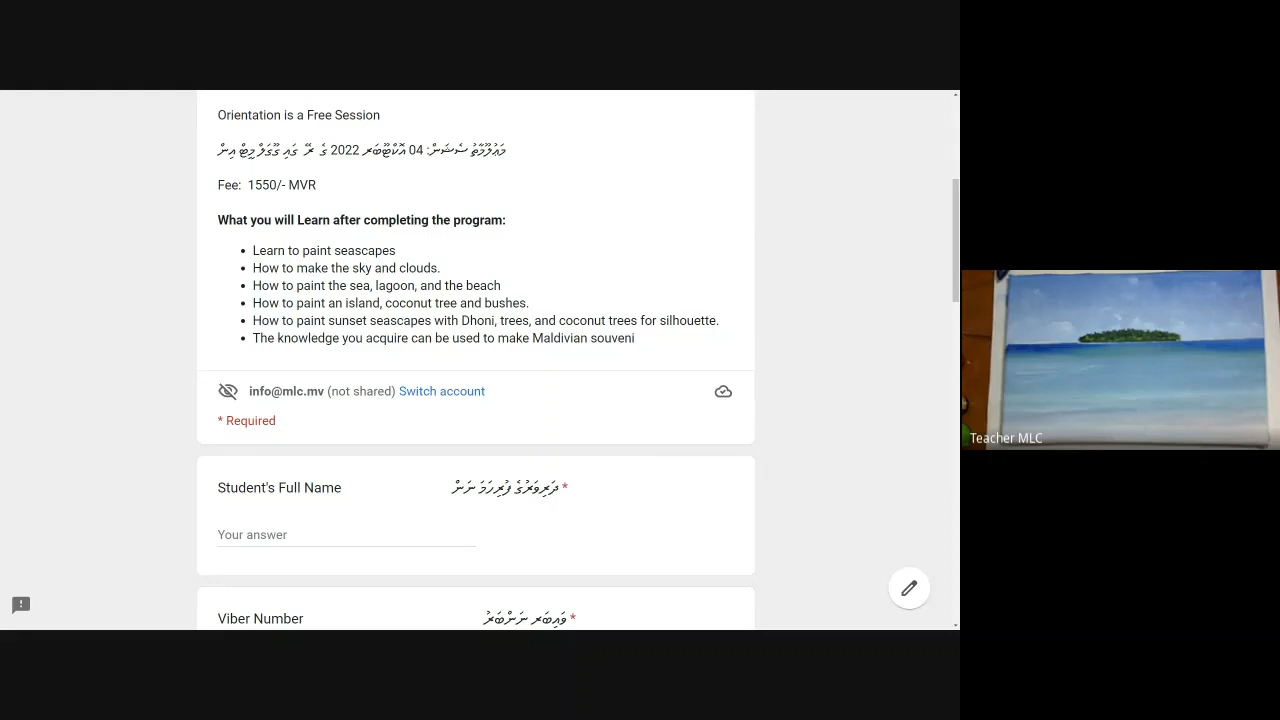 Orientation is a Free Session
މަޢުލޫމާތު ސެޝަން: 04 އޮކްޓޫބަރ 2022 ގެ ރޭ ގައި ގޫގަލް މީޓް އިން
Fee: 1550/- MVR
What you will Learn after completing the program:
• Learn to paint seascapes
• How to make the sky and clouds.
• How to paint the sea, lagoon, and the beach
• How to paint an island, coconut tree and bushes.
• How to paint sunset seascapes with Dhoni, trees, and coconut trees for silhouette.
• The knowledge you acquire can be used to make Maldivian souveni
info@mlc.mv (not shared) Switch account
* Required
Student's Full Name ދަރިވަރުގެ ފުރިހަމަ ނަން *
Your answer
Viber Number ވައިބަރ ނަންބަރު *
Teacher MLC